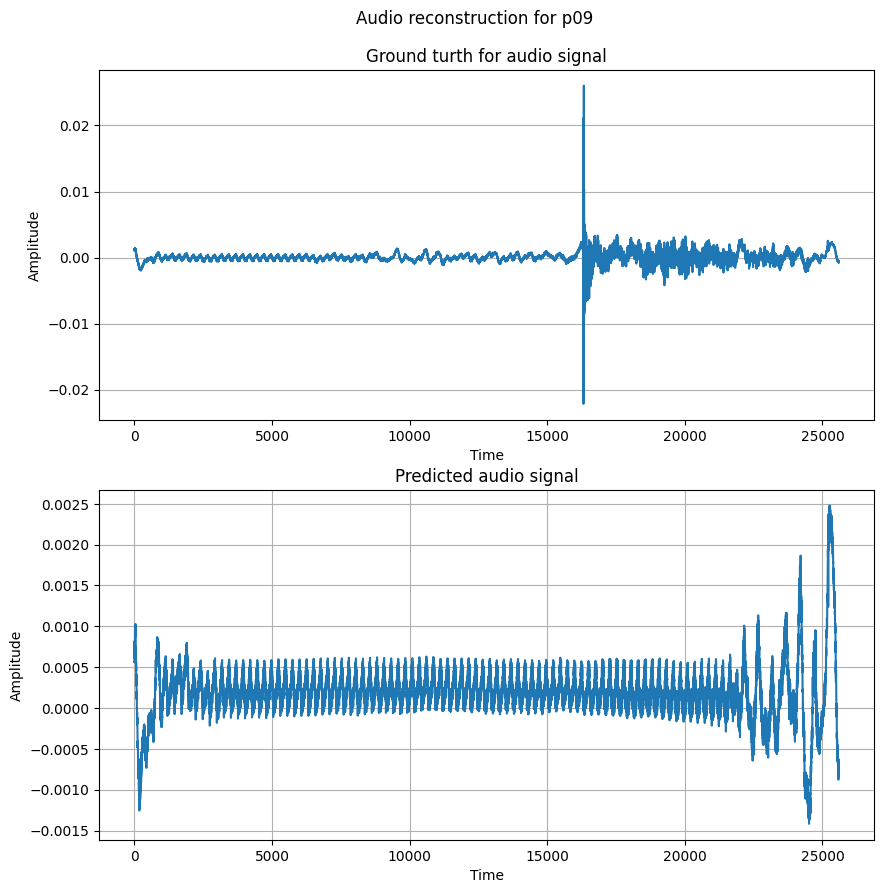 Audio reconstruction for p09
Ground turth for audio signal
0.02
0.01
0.00
−0.01
−0.02
Amplitude
0 5000 10000 15000 20000 25000
Time
Predicted audio signal
0.0025
0.0020
0.0015
0.0010
0.0005
0.0000
−0.0005
−0.0010
−0.0015
Amplitude
0 5000 10000 15000 20000 25000
Time